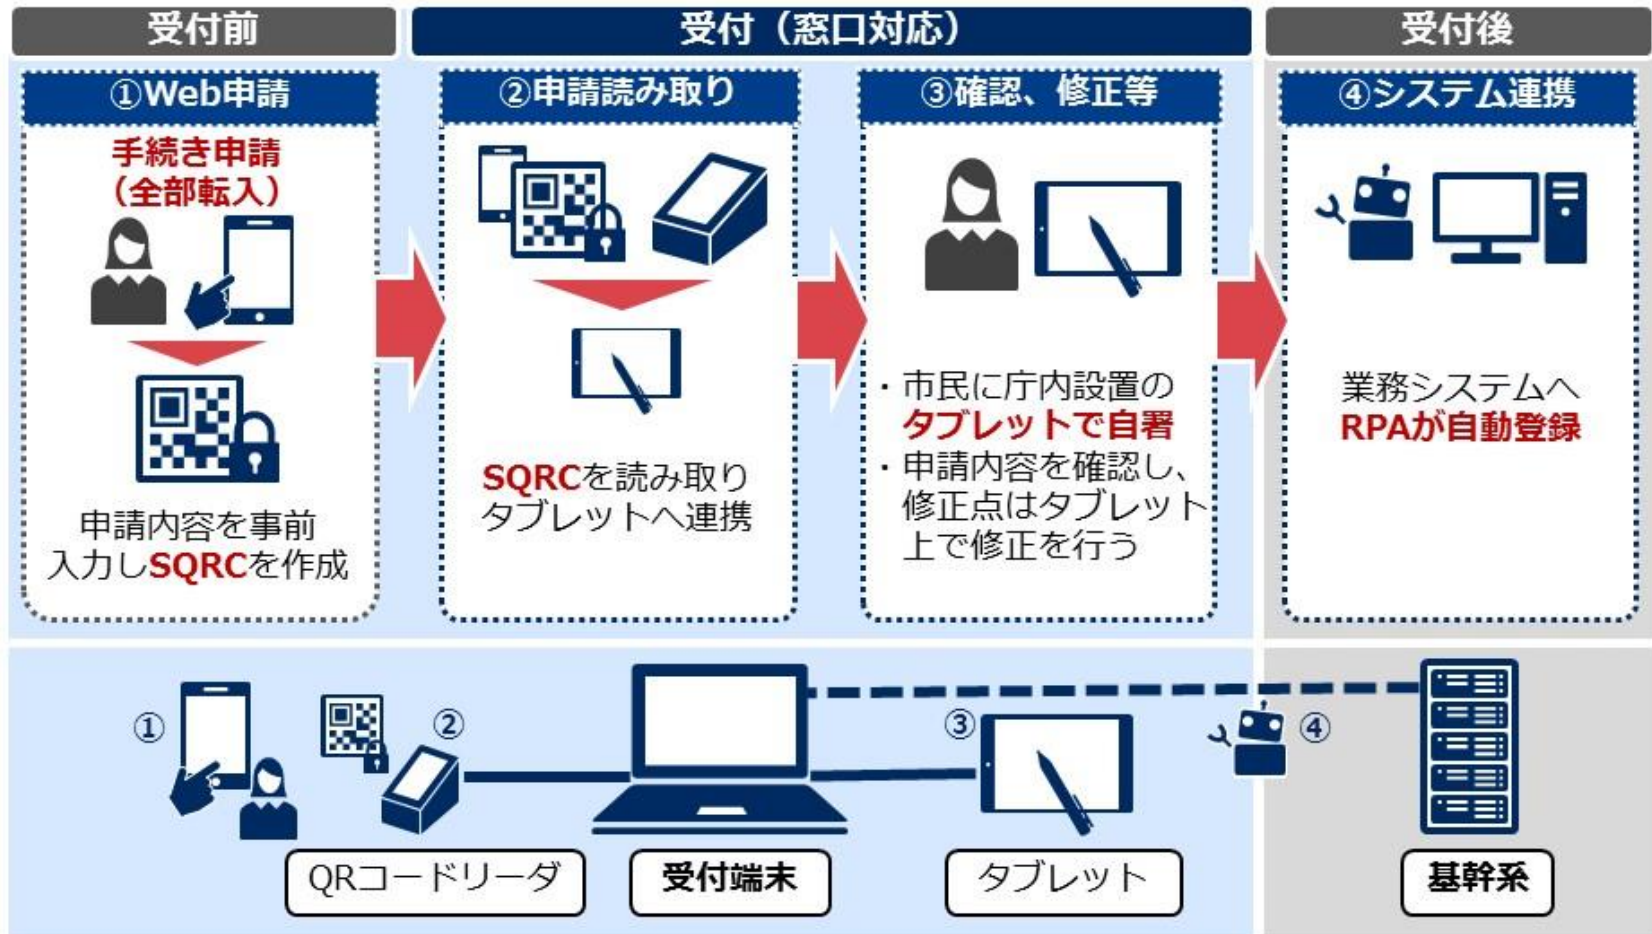 受付前
受付（窓口対応）
受付後
①Web申請
②申請読み取り
③確認、修正等
④システム連携
手続き申請
（全部転入）
申請内容を事前
入力しSQRCを作成
SQRCを読み取り
タブレットへ連携
・市民に庁内設置の
タブレットで自署
・申請内容を確認し、
修正点はタブレット
上で修正を行う
業務システムへ
RPAが自動登録
①
②
③
④
QRコードリーダ
受付端末
タブレット
基幹系